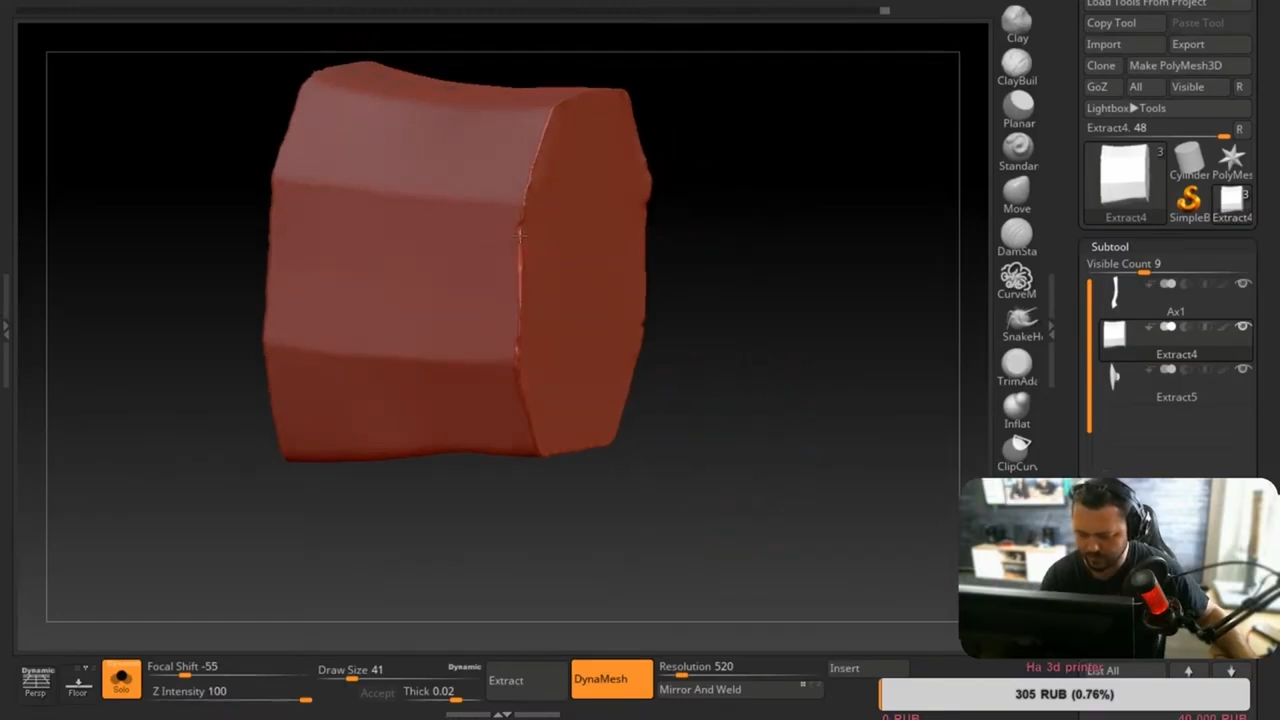 Load Tools From Project
Copy Tool
Paste Tool
Import
Export
Clone
Make PolyMesh3D
GoZ
All
Visible
R
Lightbox▶Tools
Extract4. 48
R
3
Cylinder
PolyMes
3
Extract4
SimpleB
Extract4
Subtool
Visible Count 9
Ax1
Extract4
Extract5
Clay
ClayBuil
Planar
Standar
Move
DamSta
CurveM
SnakeHo
TrimAda
Inflat
ClipCurv
Dynamic
Persp
Floor
Solo
Focal Shift -55
Z Intensity 100
Draw Size 41
Dynamic
Accept
Thick 0.02
Extract
DynaMesh
Resolution 520
Mirror And Weld
Insert
На 3d printer
List All
305 RUB (0.76%)
0 RUB
40 000 RUB